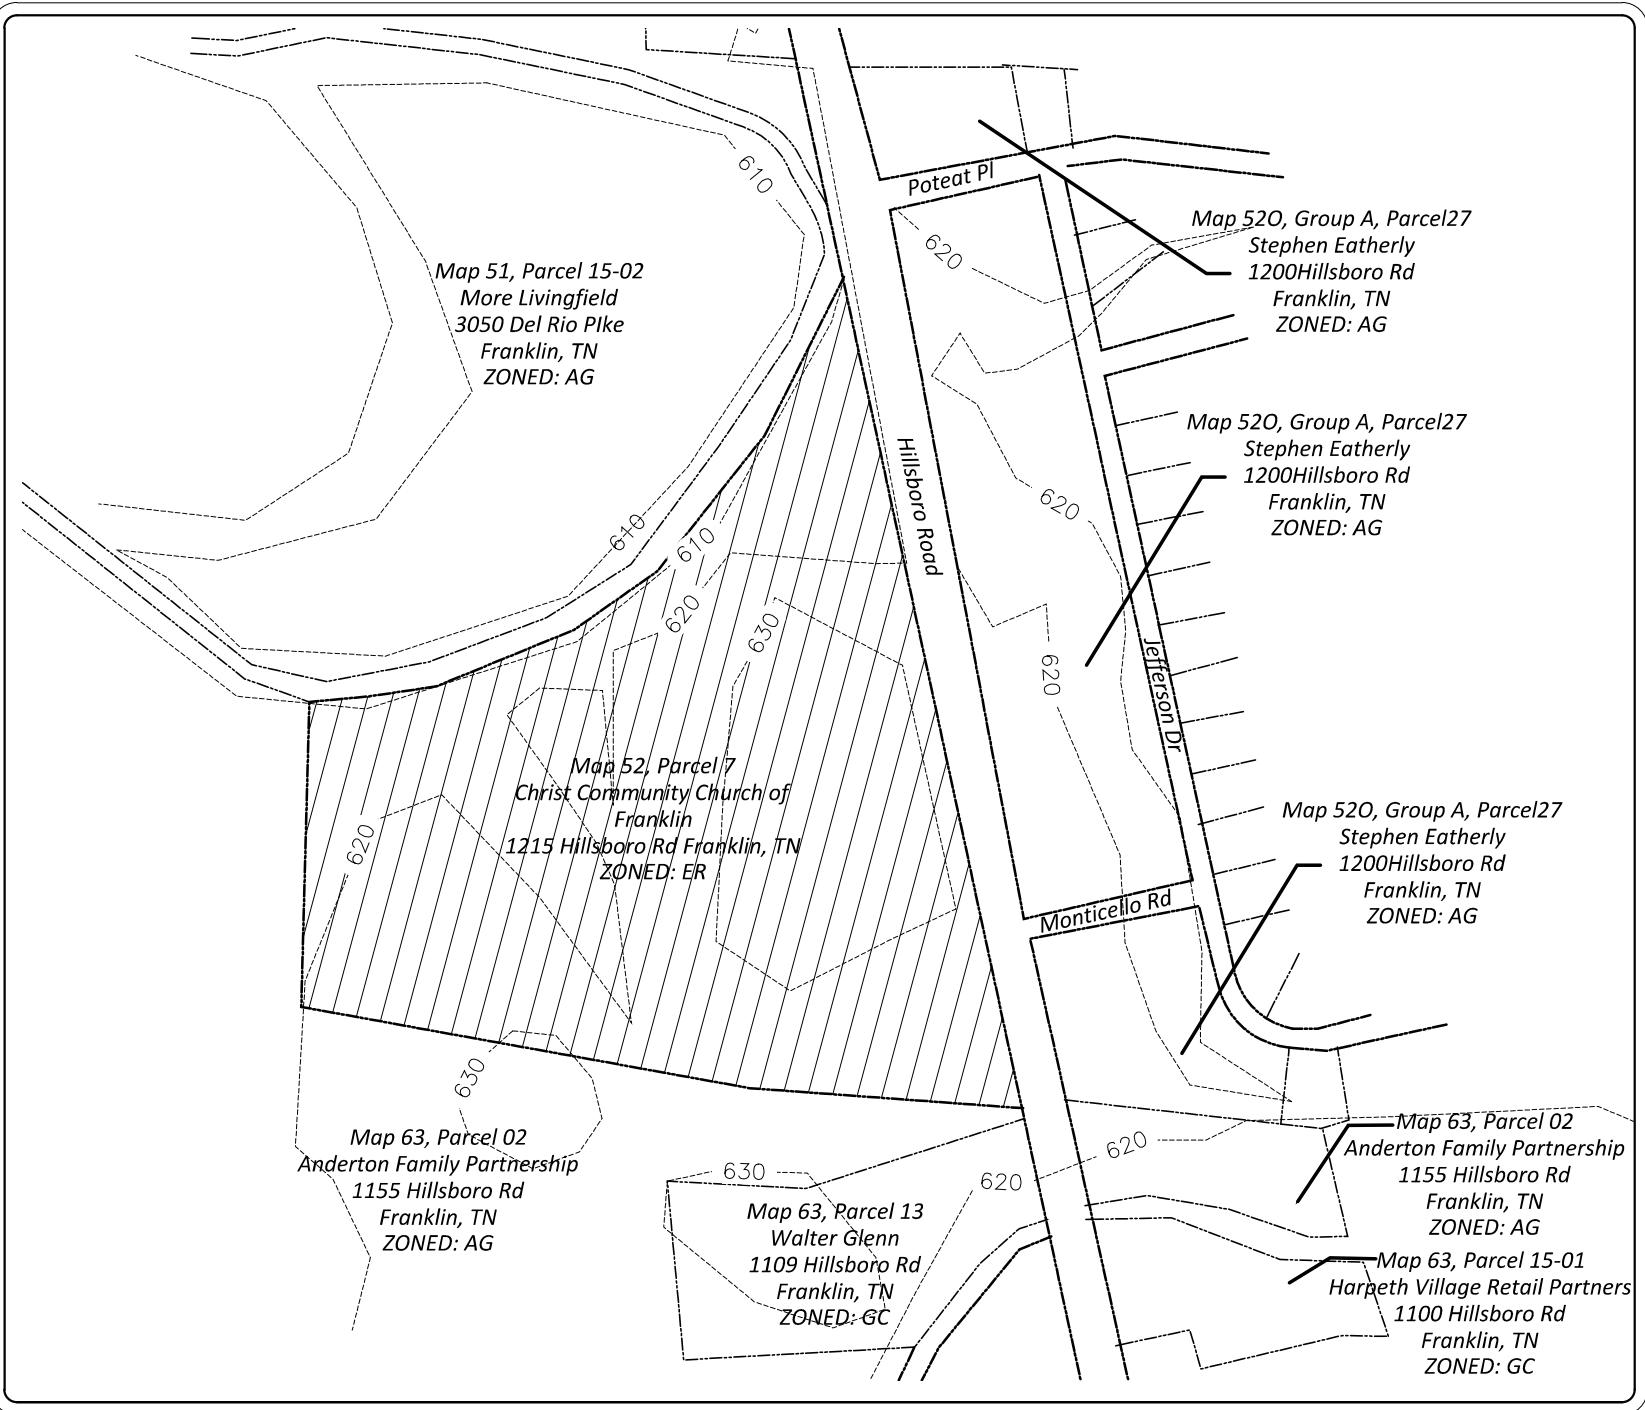 610
Poteat Pl
Map 52O, Group A, Parcel27
Stephen Eatherly
1200Hillsboro Rd
Franklin, TN
ZONED: AG
620
Map 51, Parcel 15-02
More Livingfield
3050 Del Rio PIke
Franklin, TN
ZONED: AG
Map 52O, Group A, Parcel27
Stephen Eatherly
1200Hillsboro Rd
Franklin, TN
ZONED: AG
Hillsboro Road
620
610
610
620
630
620
Jefferson Dr
Map 52, Parcel 7
Christ Community Church of
Franklin
1215 Hillsboro Rd Franklin, TN
ZONED: ER
620
Map 52O, Group A, Parcel27
Stephen Eatherly
1200Hillsboro Rd
Franklin, TN
ZONED: AG
Monticello Rd
630
Map 63, Parcel 02
Anderton Family Partnership
1155 Hillsboro Rd
Franklin, TN
ZONED: AG
630
Map 63, Parcel 13
Walter Glenn
1109 Hillsboro Rd
Franklin, TN
ZONED: GC
620
620
Map 63, Parcel 02
Anderton Family Partnership
1155 Hillsboro Rd
Franklin, TN
ZONED: AG
Map 63, Parcel 15-01
Harpeth Village Retail Partners
1100 Hillsboro Rd
Franklin, TN
ZONED: GC